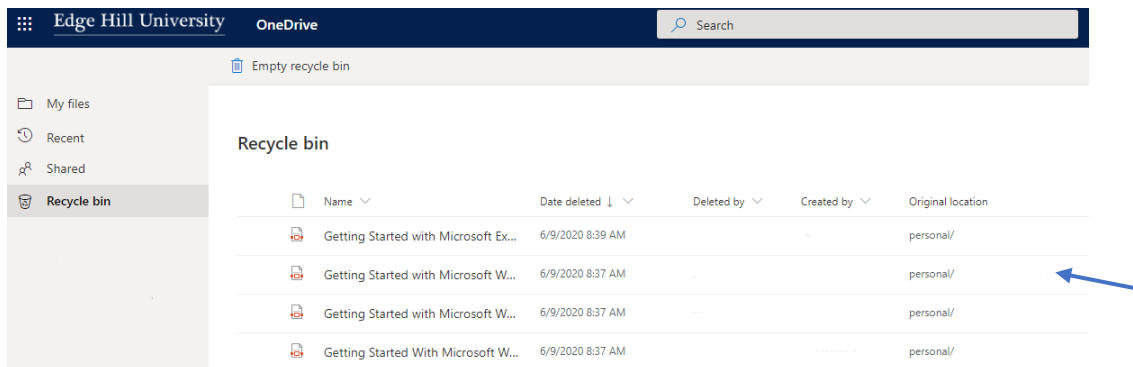 Edge Hill University OneDrive Search
Empty recycle bin
My files
Recent
Shared
Recycle bin
Recycle bin
Name Date deleted ↓ Deleted by Created by Original location
Getting Started with Microsoft Ex... 6/9/2020 8:39 AM personal/
Getting Started with Microsoft W... 6/9/2020 8:37 AM personal/
Getting Started with Microsoft W... 6/9/2020 8:37 AM personal/
Getting Started With Microsoft W... 6/9/2020 8:37 AM personal/